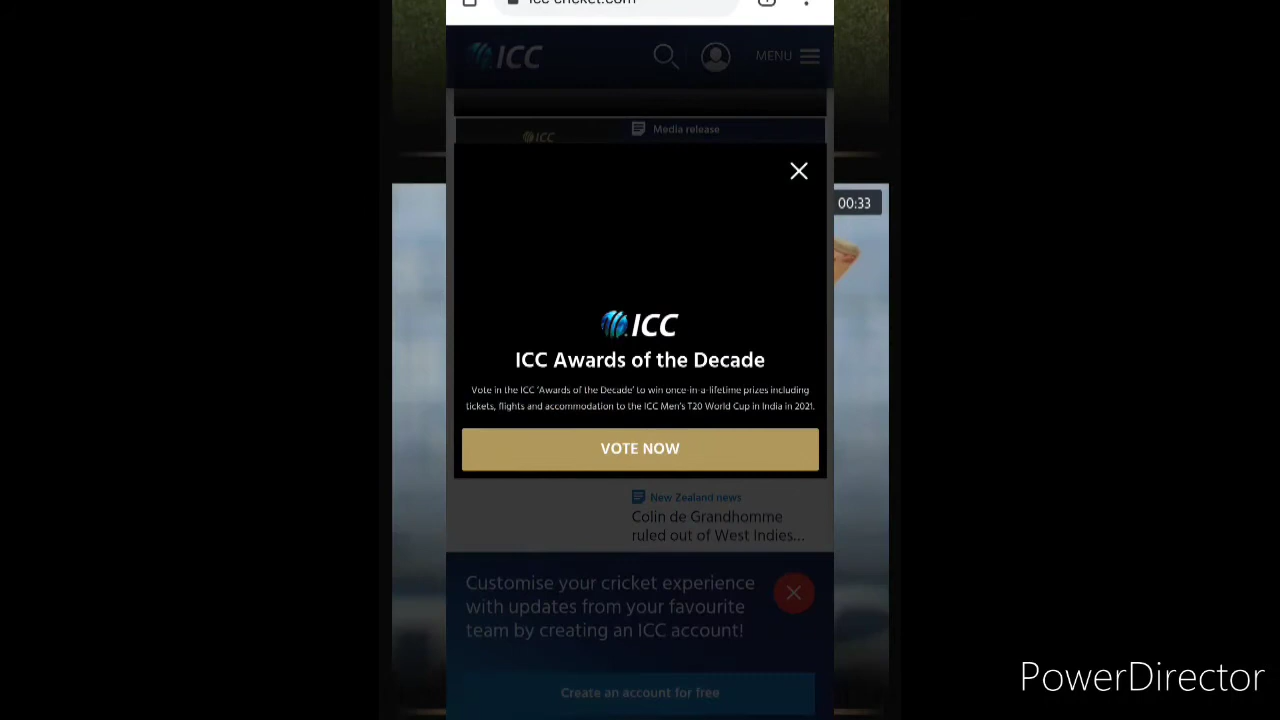 icc-cricket.com
ICC
MENU
Media release
ICC
00:33
ICC
ICC Awards of the Decade
Vote in the ICC 'Awards of the Decade' to win once-in-a-lifetime prizes including
tickets, flights and accommodation to the ICC Men's T20 World Cup in India in 2021.
VOTE NOW
New Zealand news
Colin de Grandhomme
ruled out of West Indies...
Customise your cricket experience
with updates from your favourite
team by creating an ICC account!
Create an account for free
PowerDirector